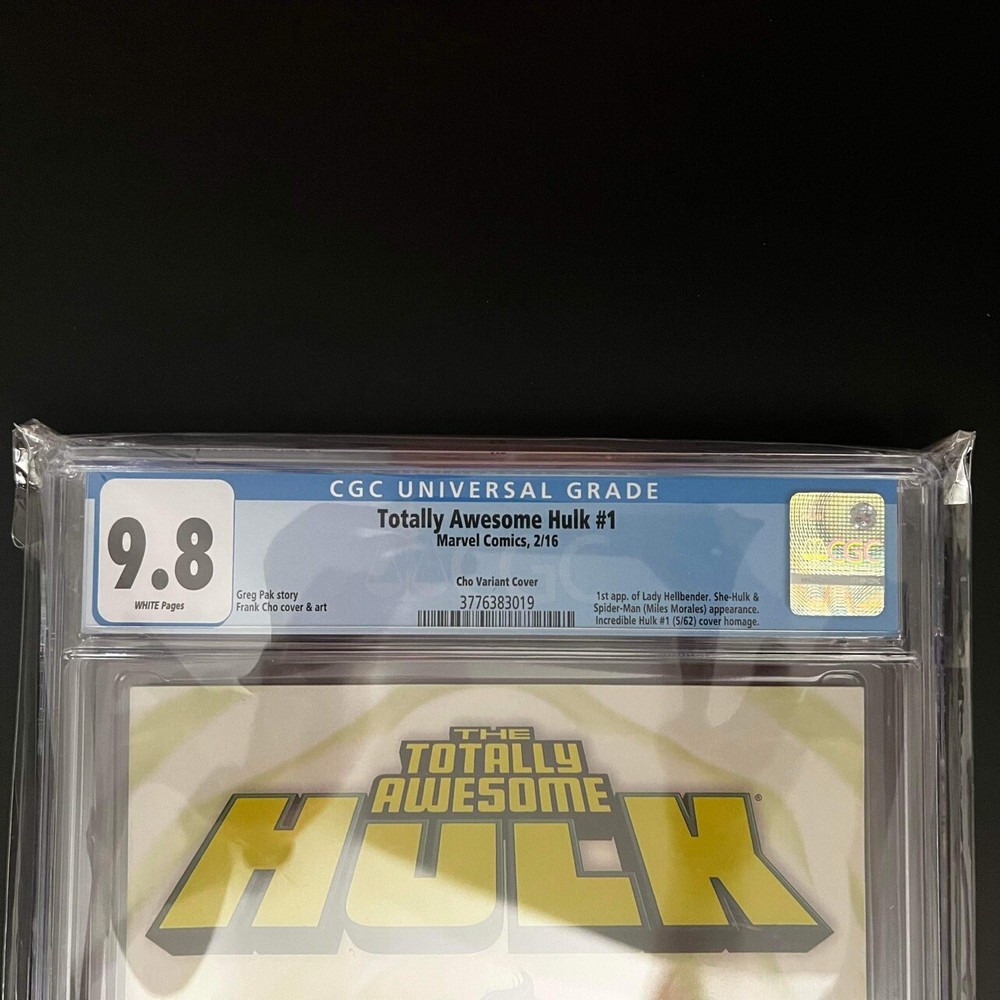 CGC UNIVERSAL GRADE
9.8
WHITE Pages
Totally Awesome Hulk #1
Marvel Comics, 2/16
Cho Variant Cover
Greg Pak story
Frank Cho cover & art
3776383019
1st app. of Lady Hellbender. She-Hulk &
Spider-Man (Miles Morales) appearance.
Incredible Hulk #1 (5/62) cover homage.
CGC
THE
TOTALLY
AWESOME
HULK®